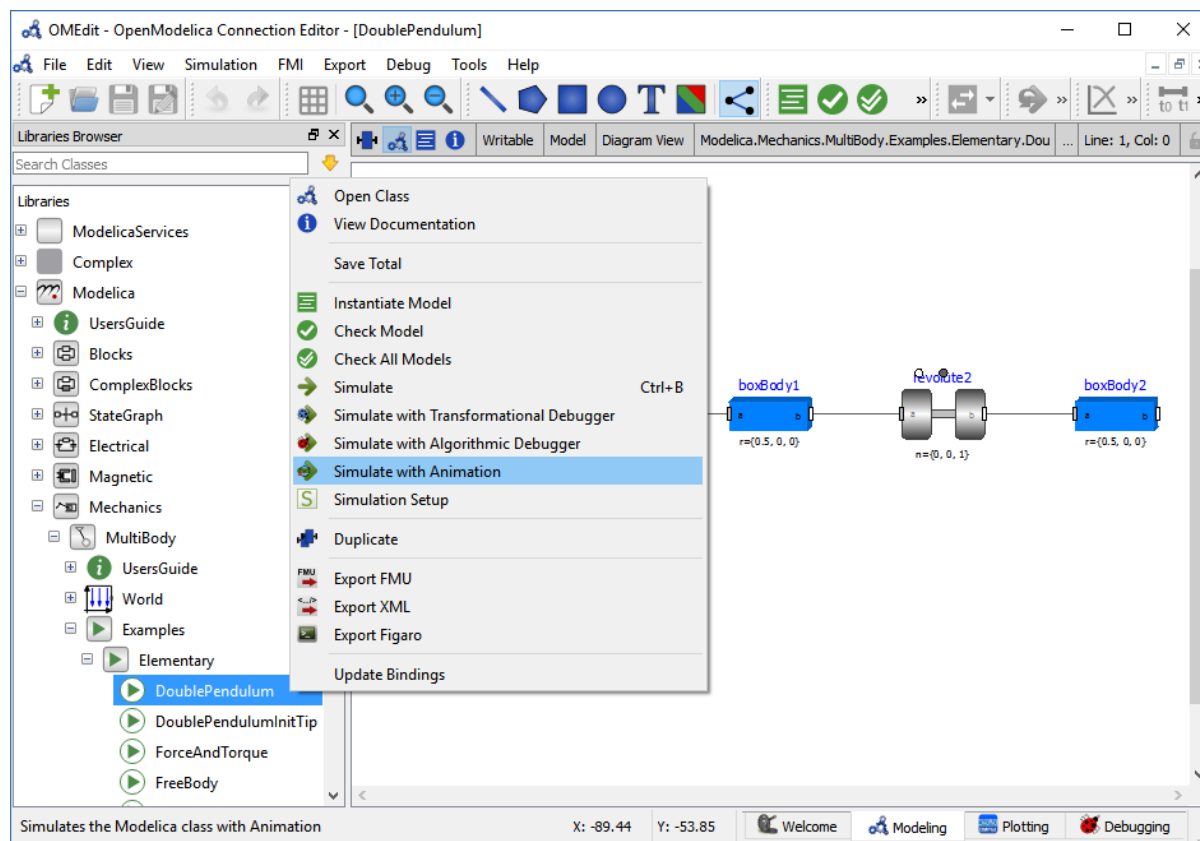 OMEdit - OpenModelica Connection Editor - [DoublePendulum]
File Edit View Simulation FMI Export Debug Tools Help
T » » » to t1
Libraries Browser
Writable Model Diagram View Modelica.Mechanics.MultiBody.Examples.Elementary.Dou ... Line: 1, Col: 0
Search Classes
Libraries
ModelicaServices
Complex
Modelica
UsersGuide
Blocks
ComplexBlocks
StateGraph
Electrical
Magnetic
Mechanics
MultiBody
UsersGuide
World
Examples
Elementary
DoublePendulum
DoublePendulumInitTip
ForceAndTorque
FreeBody
Open Class
View Documentation
Save Total
Instantiate Model
Check Model
Check All Models
Simulate Ctrl+B
Simulate with Transformational Debugger
Simulate with Algorithmic Debugger
Simulate with Animation
S Simulation Setup
Duplicate
FMU Export FMU
Export XML
Export Figaro
Update Bindings
boxBody1
a b
r={0.5, 0, 0}
revolute2
a b
n={0, 0, 1}
boxBody2
a b
r={0.5, 0, 0}
Simulates the Modelica class with Animation X: -89.44 Y: -53.85 Welcome Modeling Plotting Debugging